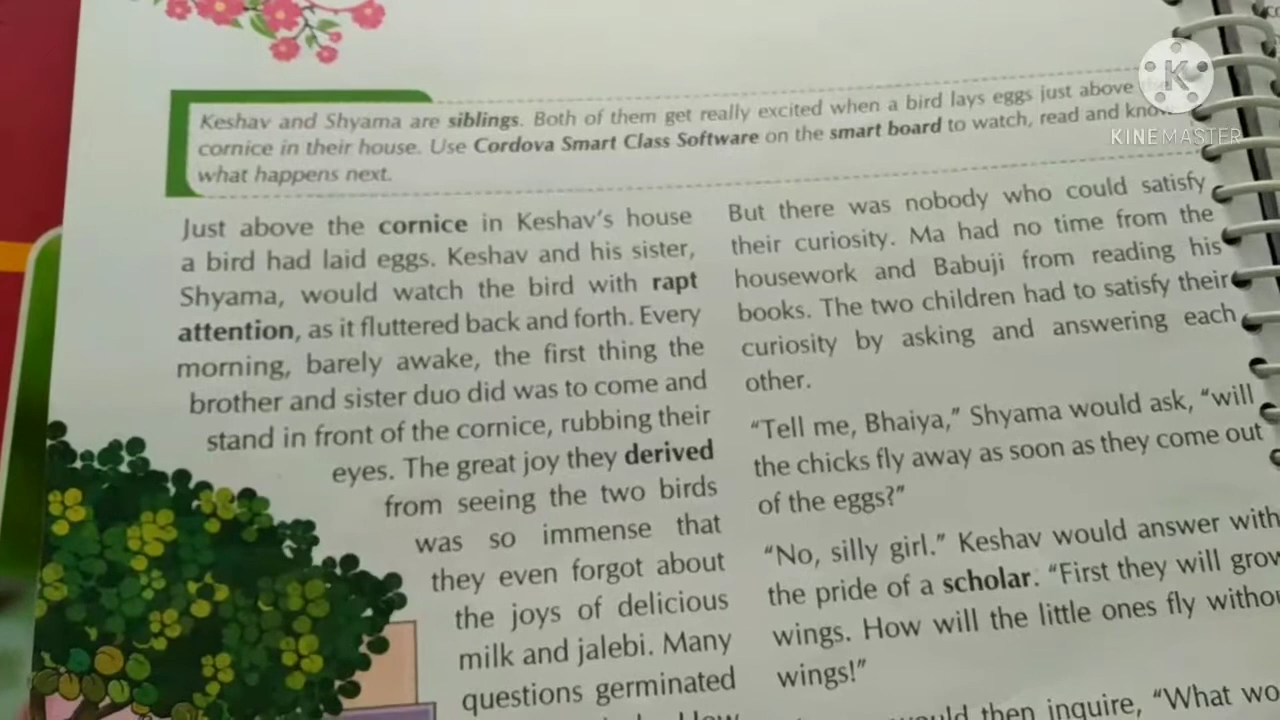 Keshav and Shyama are siblings. Both of them get really excited when a bird lays eggs just above
cornice in their house. Use Cordova Smart Class Software on the smart board to watch, read and know
what happens next.
Just above the cornice in Keshav's house
a bird had laid eggs. Keshav and his sister,
Shyama, would watch the bird with rapt
attention, as it fluttered back and forth. Every
morning, barely awake, the first thing the
brother and sister duo did was to come and
stand in front of the cornice, rubbing their
eyes. The great joy they derived
from seeing the two birds
was so immense that
they even forgot about
the joys of delicious
milk and jalebi. Many
questions germinated
But there was nobody who could satisfy
their curiosity. Ma had no time from the
housework and Babuji from reading his
books. The two children had to satisfy their
curiosity by asking and answering each
other.
"Tell me, Bhaiya," Shyama would ask, "will
the chicks fly away as soon as they come out
of the eggs?"
"No, silly girl." Keshav would answer with
the pride of a scholar. "First they will grow
wings. How will the little ones fly
wings!"
then inquire, "What
K
KINEMASTER